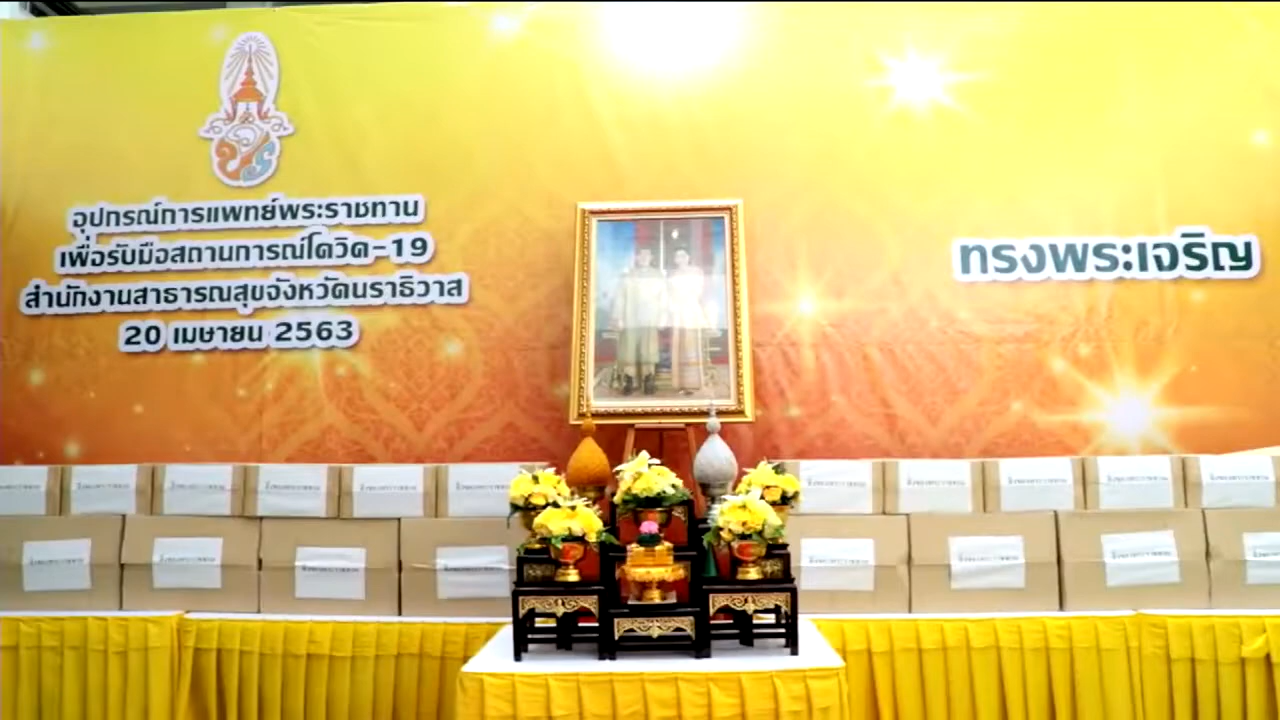 อุปกรณ์การแพทย์พระราชทาน
เพื่อรับมือสถานการณ์โควิด-19
สำนักงานสาธารณสุขจังหวัดนราธิวาส
20 เมษายน 2563
ทรงพระเจริญ